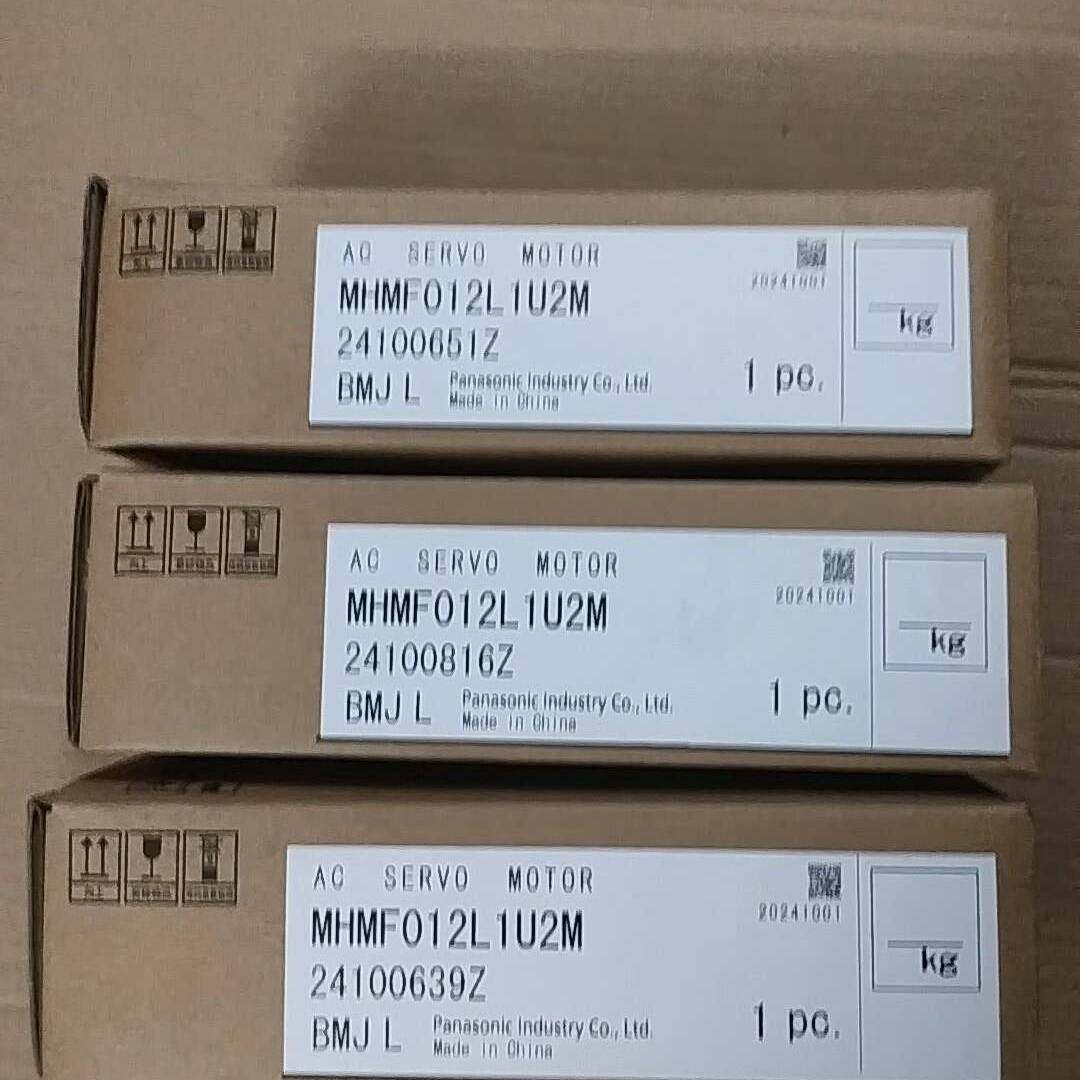 AC SERVO MOTOR
20241001
MHMF012L1U2M
kg
24100651Z
BMJ L Panasonic Industry Co., Ltd. 1 pc.
Made in China
AC SERVO MOTOR
20241001
MHMF012L1U2M
kg
24100816Z
BMJ L Panasonic Industry Co., Ltd. 1 pc.
Made in China
AC SERVO MOTOR
20241001
MHMF012L1U2M
kg
24100639Z
BMJ L Panasonic Industry Co., Ltd. 1 pc.
Made in China